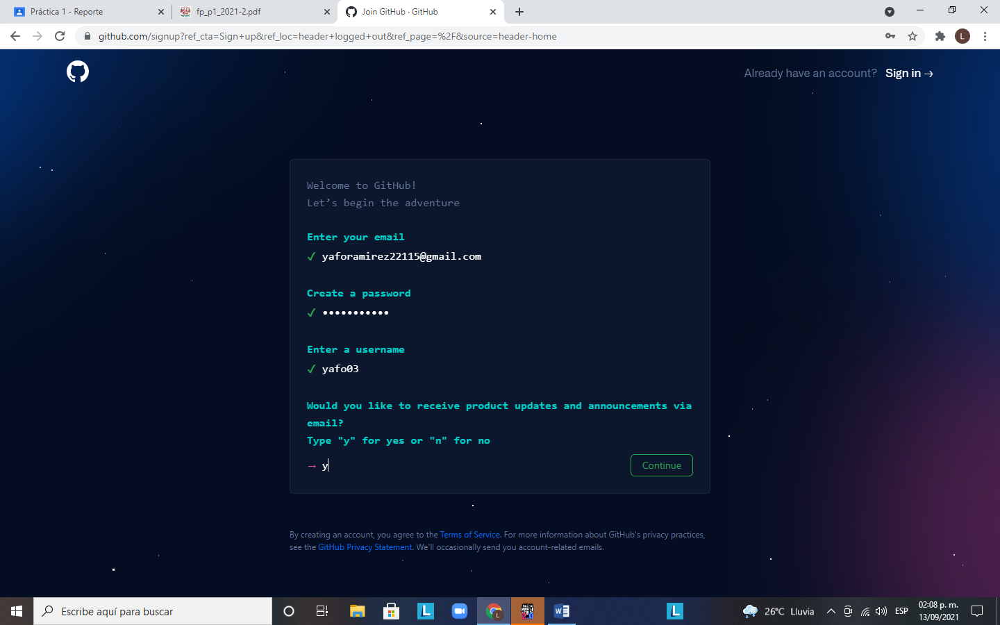 Práctica 1 - Reporte
fp_p1_2021-2.pdf
Join GitHub · GitHub
github.com/signup?ref_cta=Sign+up&ref_loc=header+logged+out&ref_page=%2F&source=header-home
L
Already have an account? Sign in →
Welcome to GitHub!
Let’s begin the adventure
Enter your email
✓ yaforamirez22115@gmail.com
Create a password
✓ •••••••••••
Enter a username
✓ yafo03
Would you like to receive product updates and announcements via
email?
Type "y" for yes or "n" for no
→ y
Continue
By creating an account, you agree to the Terms of Service. For more information about GitHub's privacy practices,
see the GitHub Privacy Statement. We'll occasionally send you account-related emails.
Escribe aquí para buscar
L
L
W
L
26°C Lluvia
ESP
02:08 p. m.
13/09/2021